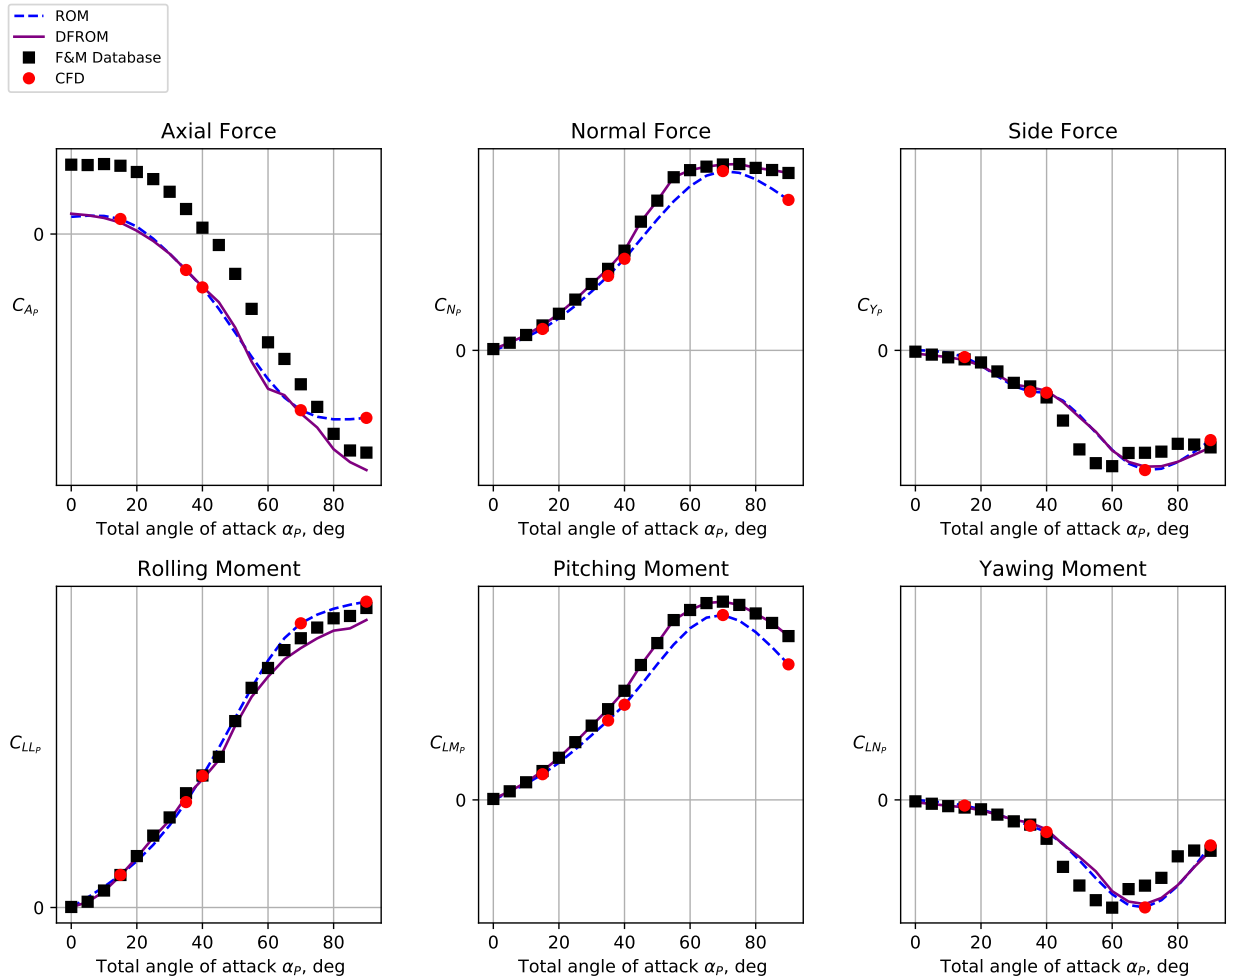 ROM
DFROM
F&M Database
CFD
Axial Force
Normal Force
Side Force
0
C_{A_P}
0
C_{N_P}
0
C_{Y_P}
0 20 40 60 80
0 20 40 60 80
0 20 40 60 80
Total angle of attack α_P, deg
Total angle of attack α_P, deg
Total angle of attack α_P, deg
Rolling Moment
Pitching Moment
Yawing Moment
C_{LL_P}
0
C_{LM_P}
0
C_{LN_P}
0
0 20 40 60 80
0 20 40 60 80
0 20 40 60 80
Total angle of attack α_P, deg
Total angle of attack α_P, deg
Total angle of attack α_P, deg